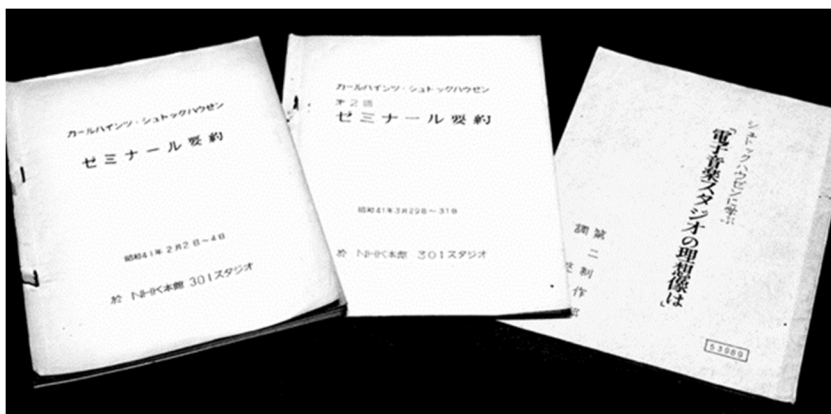 カールハインツ・シュトックハウゼン
ゼミナール要約
昭和41年2月2日~4日
於 NHK本館 301スタジオ
カールハインツ・シュトックハウゼン
第2回
ゼミナール要約
昭和41年3月29日~31日
於 NHK本館 301スタジオ
シュトックハウゼンに学ぶ
「電子音楽スタジオの理想像は」
第二制作部
53989